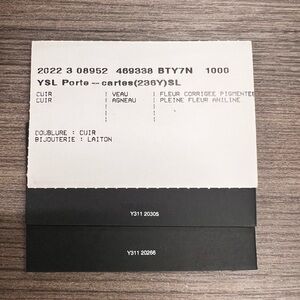 2022 3 08952 469338 BTY7N 1000
YSL Porte-cartes(236Y)SL
CUIR | VEAU | FLEUR CORRIGEE PIGMENTEE
CUIR | AGNEAU | PLEINE FLEUR ANILINE
DOUBLURE : CUIR
BIJOUTERIE : LAITON
Y311 20305
Y311 20266